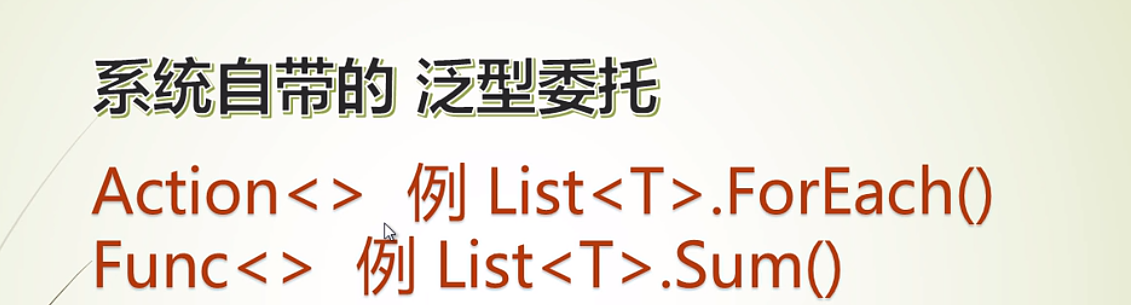 系统自带的 泛型委托
Action<> 例 List<T>.ForEach()
Func<> 例 List<T>.Sum()